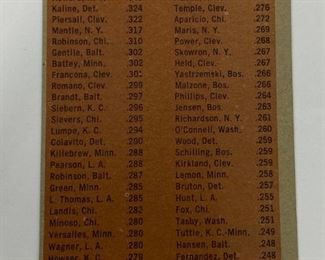 Kaline, Det. .324
Piersall, Clev. .322
Mantle, N. Y. .317
Robinson, Chi. .310
Gentile, Balt. .302
Battey, Minn. .302
Francona, Clev. .301
Romano, Clev. .299
Brandt, Balt. .297
Siebern, K. C. .296
Sievers, Chi. .295
Lumpe, K. C. .294
Colavito, Det. .290
Killebrew, Minn. .288
Pearson, L. A. .288
Robinson, Balt. .287
Green, Minn. .285
L. Thomas, L. A. .285
Landis, Chi. .283
Minoso, Chi. .280
Versalles, Minn. .280
Wagner, L. A. .280
Howser, K. C. .280
Temple, Clev. .276
Aparicio, Chi. .272
Maris, N. Y. .269
Power, Clev. .268
Skowron, N. Y. .267
Held, Clev. .267
Yastrzemski, Bos. .266
Malzone, Bos. .266
Phillips, Clev. .264
Jensen, Bos. .263
Richardson, N. Y. .261
O'Connell, Wash. .260
Wood, Det. .259
Schilling, Bos. .259
Kirkland, Clev. .259
Lemon, Minn. .258
Bruton, Det. .257
Hunt, L. A. .255
Fox, Chi. .251
Tasby, Wash. .251
Tuttle, K. C.-Minn. .249
Hansen, Balt. .248
Fernandez, Det. .248